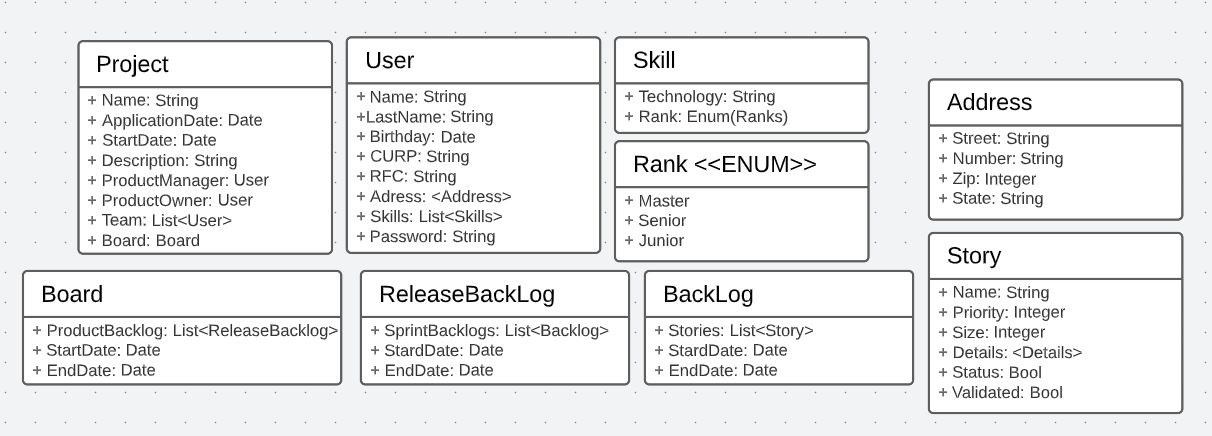 Project
+ Name: String
+ ApplicationDate: Date
+ StartDate: Date
+ Description: String
+ ProductManager: User
+ ProductOwner: User
+ Team: List<User>
+ Board: Board
User
+ Name: String
+LastName: String
+ Birthday: Date
+ CURP: String
+ RFC: String
+ Adress: <Address>
+ Skills: List<Skills>
+ Password: String
Skill
+ Technology: String
+ Rank: Enum(Ranks)
Rank <<ENUM>>
+ Master
+ Senior
+ Junior
Address
+ Street: String
+ Number: String
+ Zip: Integer
+ State: String
Board
+ ProductBacklog: List<ReleaseBacklog>
+ StartDate: Date
+ EndDate: Date
ReleaseBackLog
+ SprintBacklogs: List<Backlog>
+ StardDate: Date
+ EndDate: Date
BackLog
+ Stories: List<Story>
+ StardDate: Date
+ EndDate: Date
Story
+ Name: String
+ Priority: Integer
+ Size: Integer
+ Details: <Details>
+ Status: Bool
+ Validated: Bool